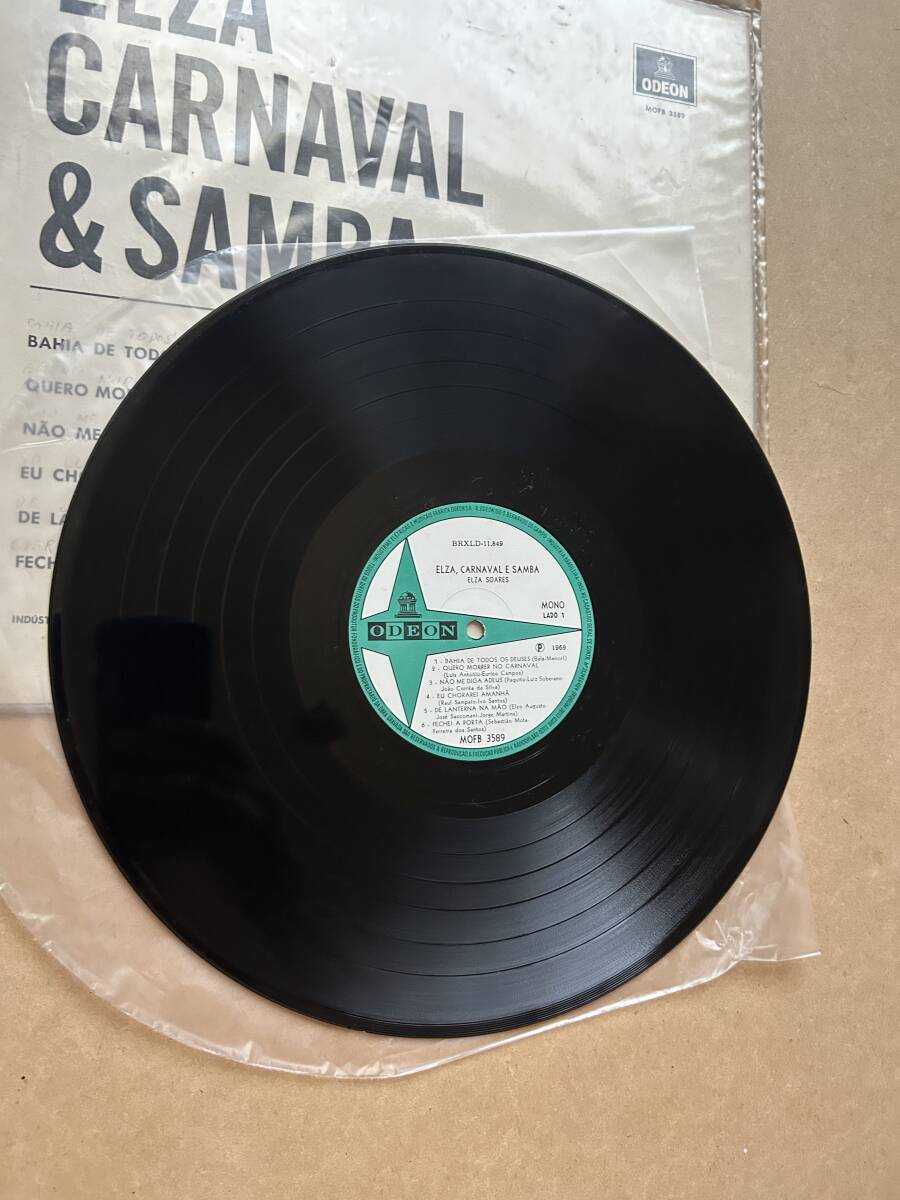 ELZA
CARNAVAL
& SAMBA
ODEON
MOFB 3589
BAHIA DE TODO
QUERO MO
NÃO ME
EU CHO
DE LA
FECH
INDÚST
BRXLD-11.849
ELZA, CARNAVAL E SAMBA
ELZA SOARES
MONO
LADO 1
ODEON
℗ 1969
1 - BAHIA DE TODOS OS DEUSES (Bala-Manuel)
2 - QUERO MORRER NO CARNAVAL
(Luiz Antonio-Eurico Campos)
3 - NÃO ME DIGA ADEUS (Paquito-Luiz Soberano-
João Corrêa da Silva)
4 - EU CHORAREI AMANHÃ
(Raul Sampaio-Ivo Santos)
5 - DE LANTERNA NA MÃO (Elzo Augusto-
José Saccomani-Jorge Martins)
6 - FECHEI A PORTA (Sebastião Mota-
Ferreira dos Santos)
MOFB 3589